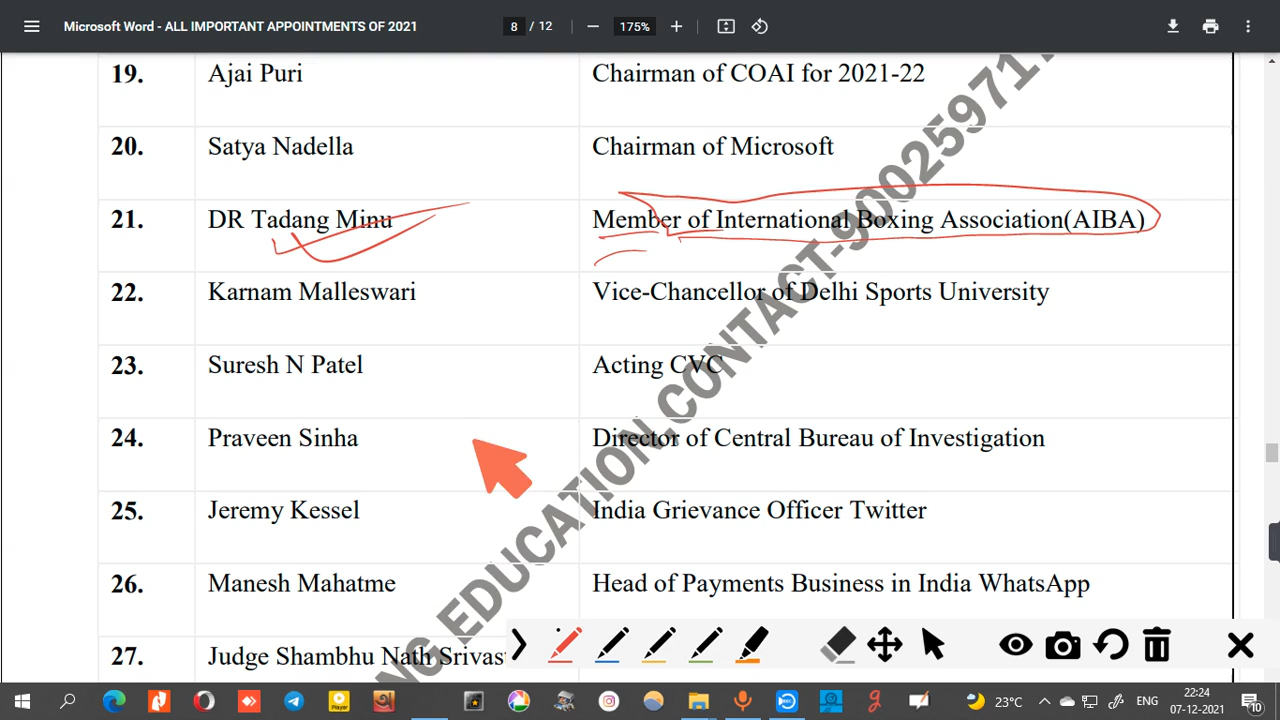 Microsoft Word - ALL IMPORTANT APPOINTMENTS OF 2021
8 / 12
175%
19. Ajai Puri Chairman of COAI for 2021-22
20. Satya Nadella Chairman of Microsoft
21. DR Tadang Minu Member of International Boxing Association(AIBA)
22. Karnam Malleswari Vice-Chancellor of Delhi Sports University
23. Suresh N Patel Acting CVC
24. Praveen Sinha Director of Central Bureau of Investigation
25. Jeremy Kessel India Grievance Officer Twitter
26. Manesh Mahatme Head of Payments Business in India WhatsApp
27. Judge Shambhu Nath Srivas
NG EDUCATION.CONTACT-900259717
23°C ENG 22:24
07-12-2021
10
Player